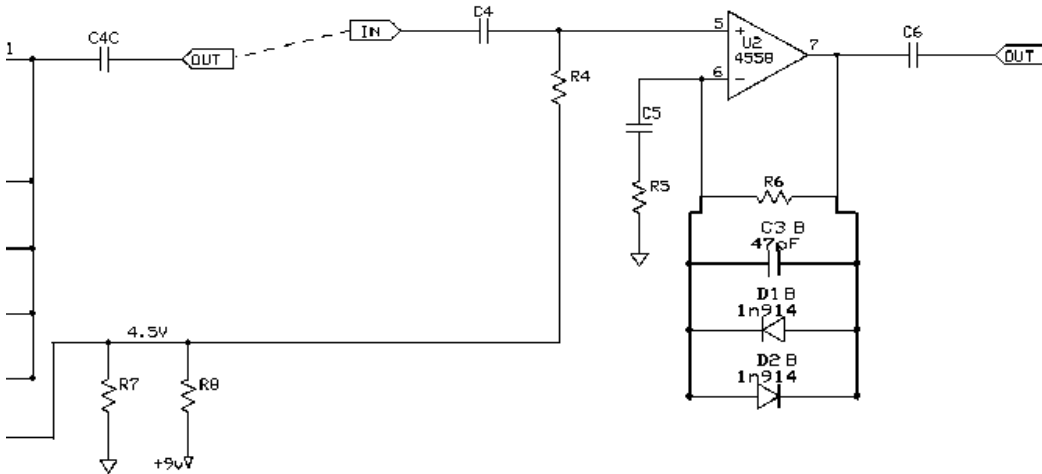 1
C4C
OUT
IN
C4
5
+
U2
4558
7
C6
OUT
R4
6
−
C5
R5
R6
C3 B
47pF
D1 B
1n914
D2 B
1n914
4.5V
R7
R8
+9v